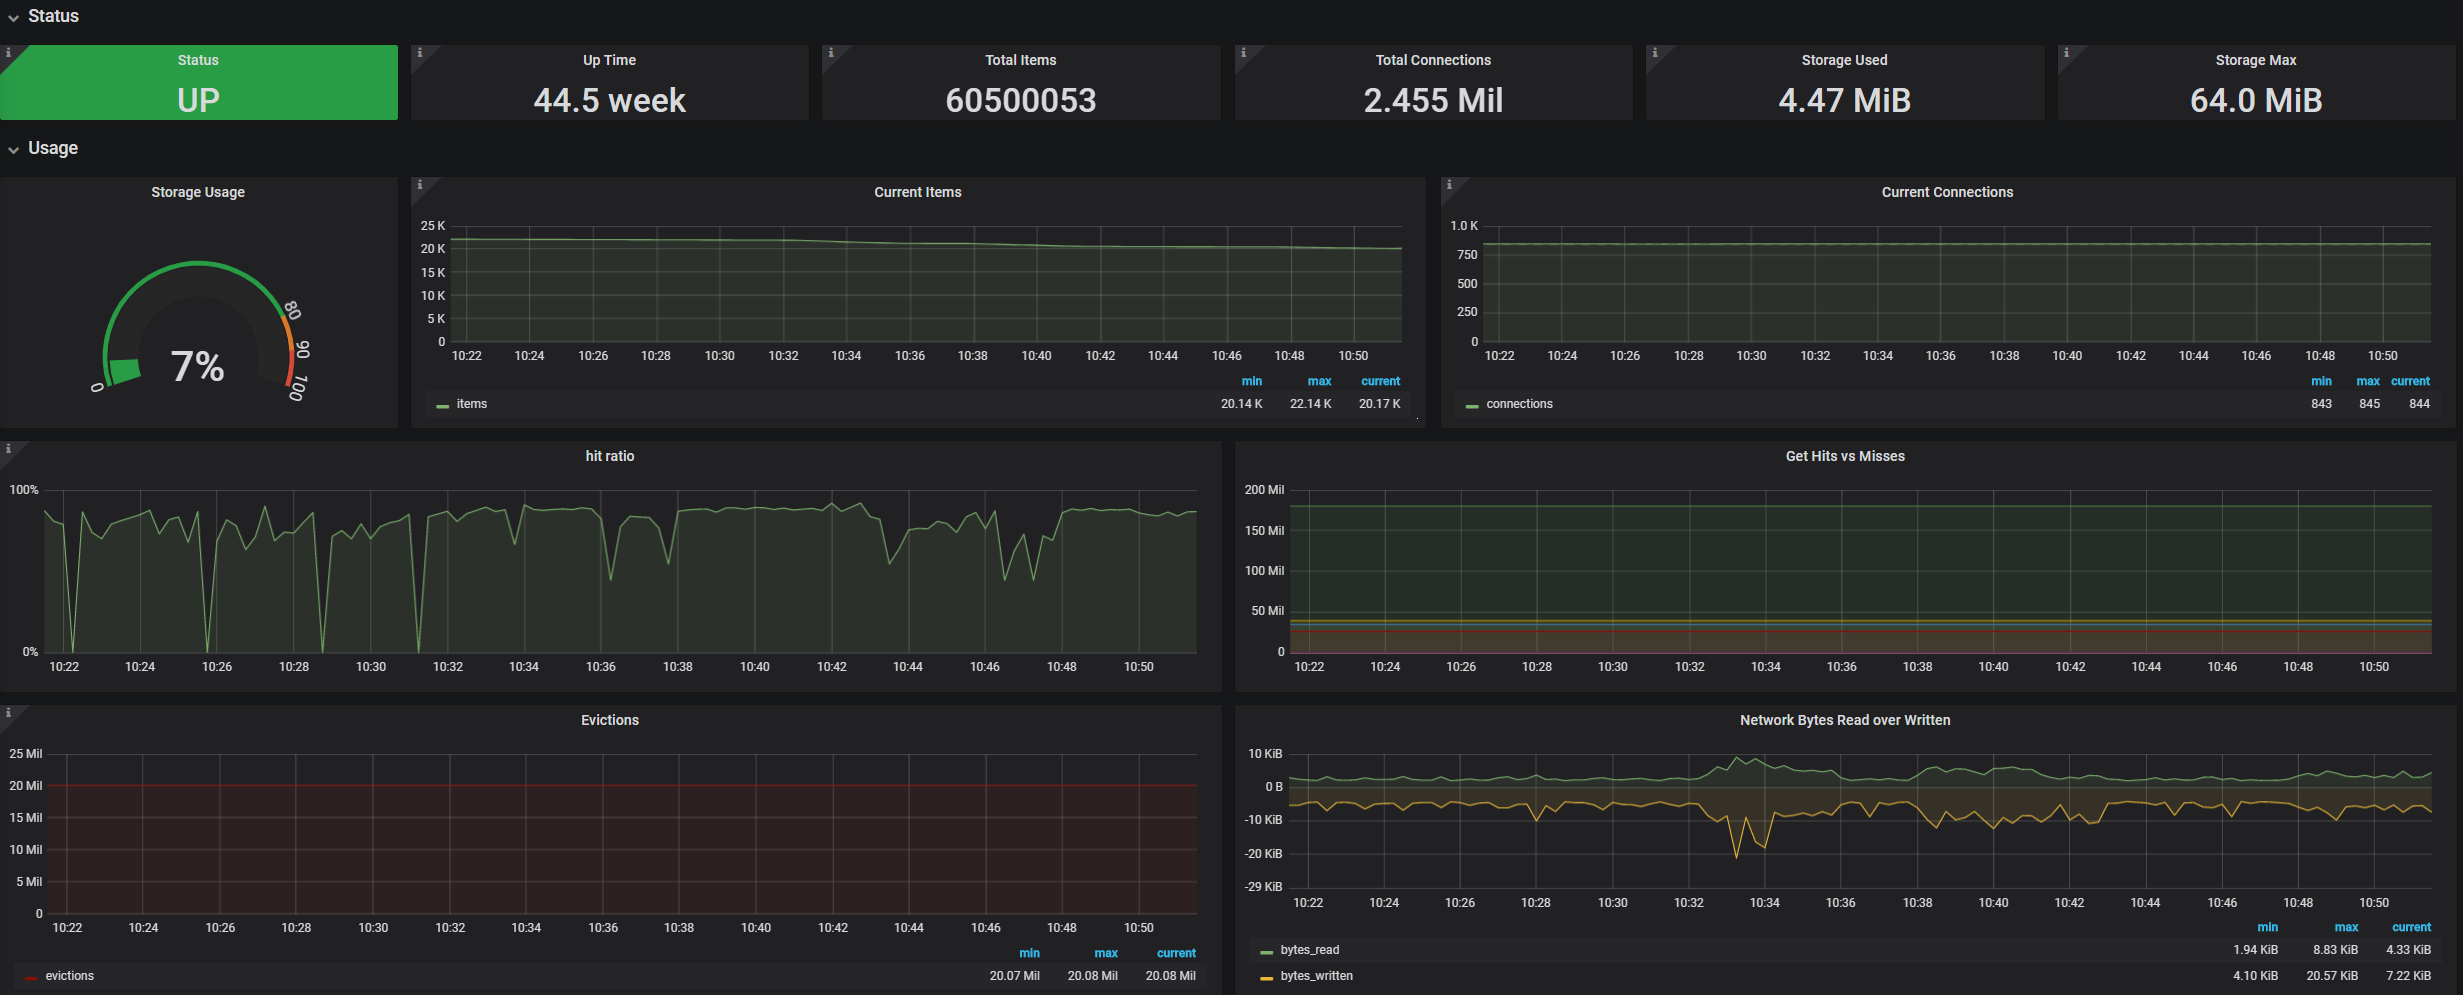 Status
Status
UP
Up Time
44.5 week
Total Items
60500053
Total Connections
2.455 Mil
Storage Used
4.47 MiB
Storage Max
64.0 MiB
Usage
Storage Usage
0
80
90
100
7%
Current Items
25 K
20 K
15 K
10 K
5 K
0
10:22 10:24 10:26 10:28 10:30 10:32 10:34 10:36 10:38 10:40 10:42 10:44 10:46 10:48 10:50
min max current
items 20.14 K 22.14 K 20.17 K
Current Connections
1.0 K
750
500
250
0
10:22 10:24 10:26 10:28 10:30 10:32 10:34 10:36 10:38 10:40 10:42 10:44 10:46 10:48 10:50
min max current
connections 843 845 844
hit ratio
100%
0%
10:22 10:24 10:26 10:28 10:30 10:32 10:34 10:36 10:38 10:40 10:42 10:44 10:46 10:48 10:50
Get Hits vs Misses
200 Mil
150 Mil
100 Mil
50 Mil
0
10:22 10:24 10:26 10:28 10:30 10:32 10:34 10:36 10:38 10:40 10:42 10:44 10:46 10:48 10:50
Evictions
25 Mil
20 Mil
15 Mil
10 Mil
5 Mil
0
10:22 10:24 10:26 10:28 10:30 10:32 10:34 10:36 10:38 10:40 10:42 10:44 10:46 10:48 10:50
min max current
evictions 20.07 Mil 20.08 Mil 20.08 Mil
Network Bytes Read over Written
10 KiB
0 B
-10 KiB
-20 KiB
-29 KiB
10:22 10:24 10:26 10:28 10:30 10:32 10:34 10:36 10:38 10:40 10:42 10:44 10:46 10:48 10:50
min max current
bytes_read 1.94 KiB 8.83 KiB 4.33 KiB
bytes_written 4.10 KiB 20.57 KiB 7.22 KiB